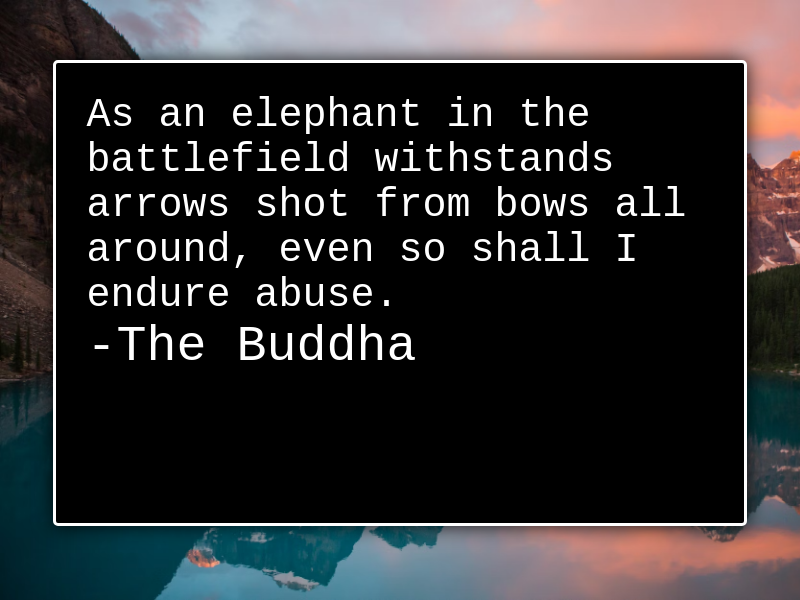 As an elephant in the
battlefield withstands
arrows shot from bows all
around, even so shall I
endure abuse.
-The Buddha